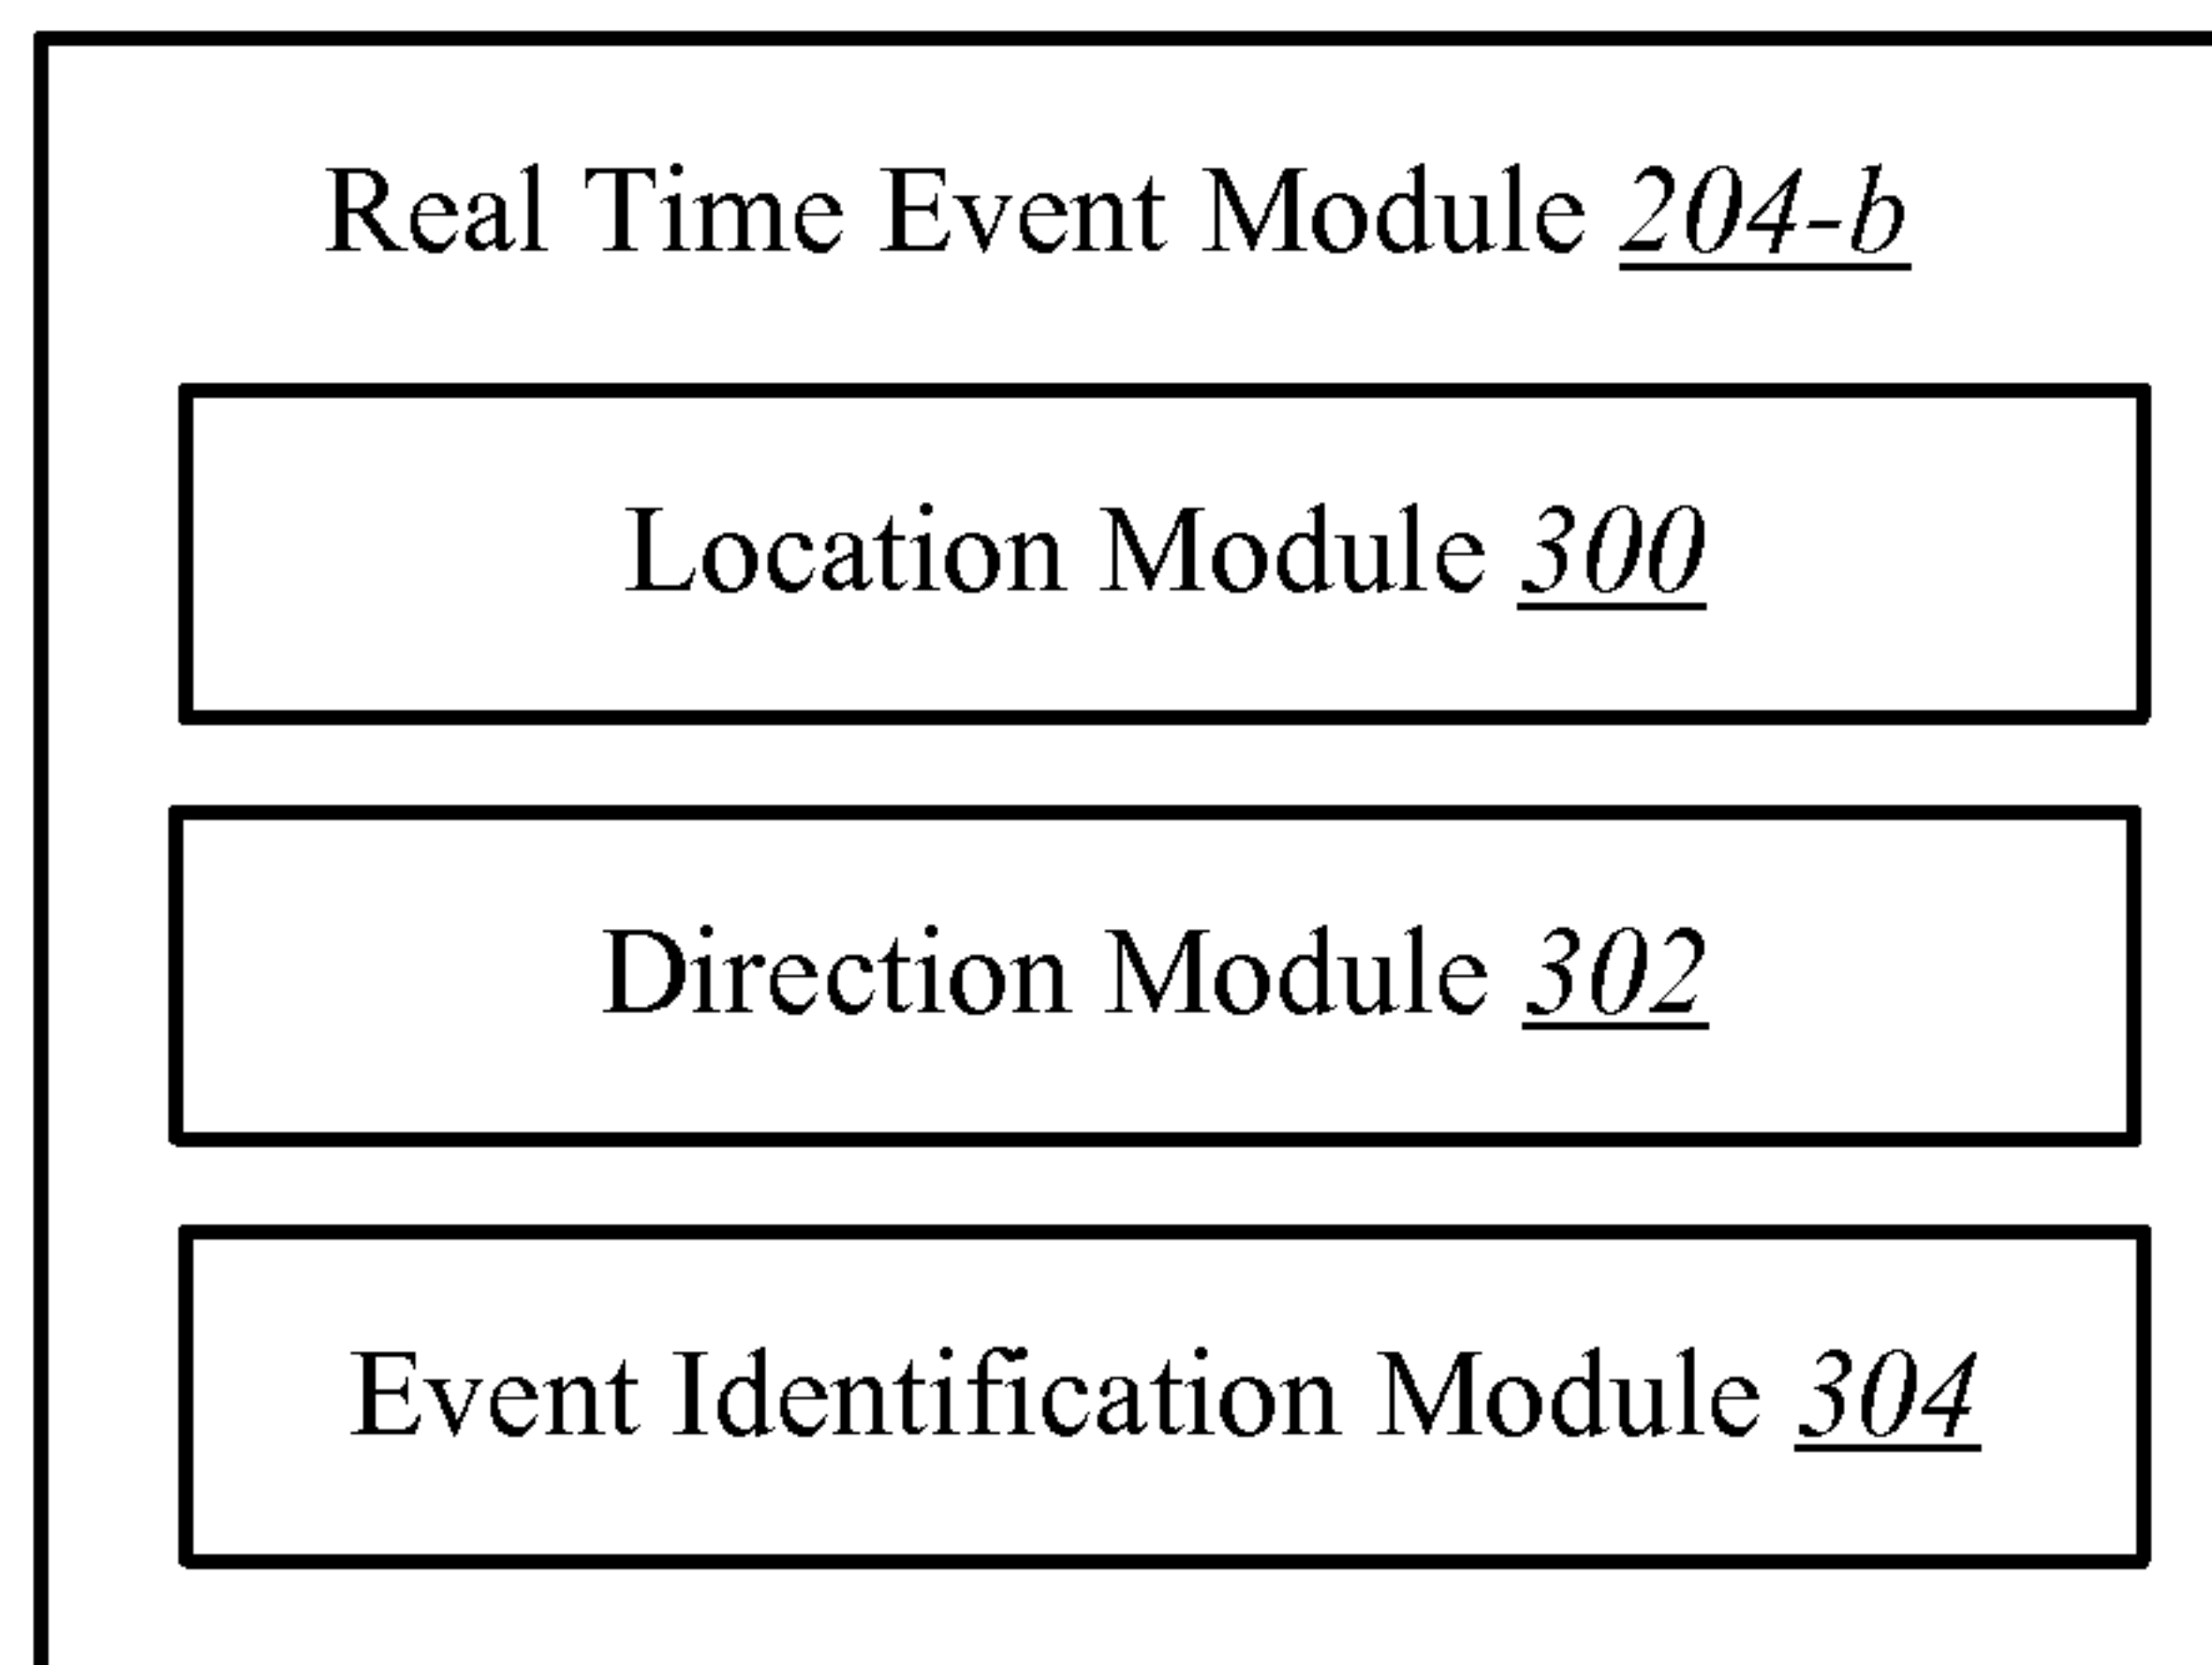 Real Time Event Module 204-b
Location Module 300
Direction Module 302
Event Identification Module 304